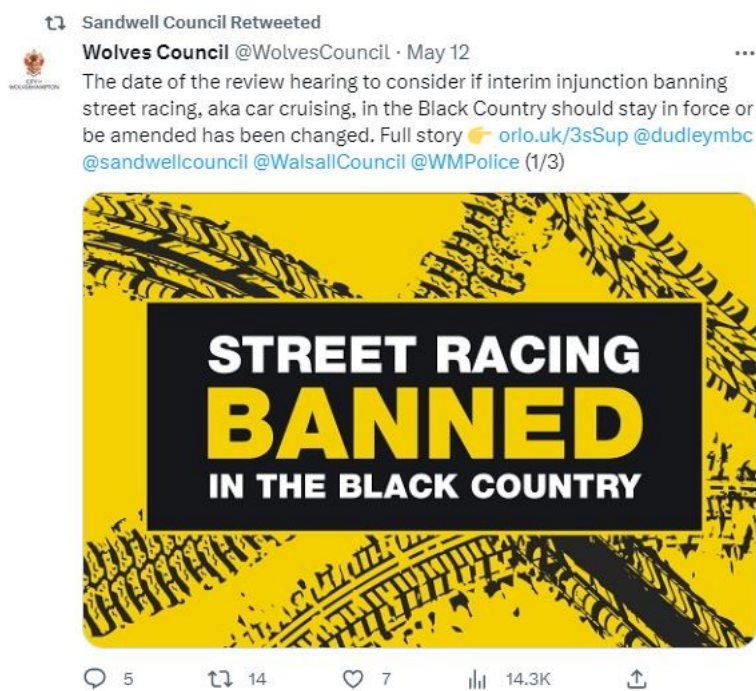 Sandwell Council Retweeted
Wolves Council @WolvesCouncil · May 12
The date of the review hearing to consider if interim injunction banning
street racing, aka car cruising, in the Black Country should stay in force or
be amended has been changed. Full story 👉 orlo.uk/3sSup @dudleymbc
@sandwellcouncil @WalsallCouncil @WMPolice (1/3)
CITY OF
WOLVERHAMPTON
STREET RACING
BANNED
IN THE BLACK COUNTRY
5 14 7 14.3K